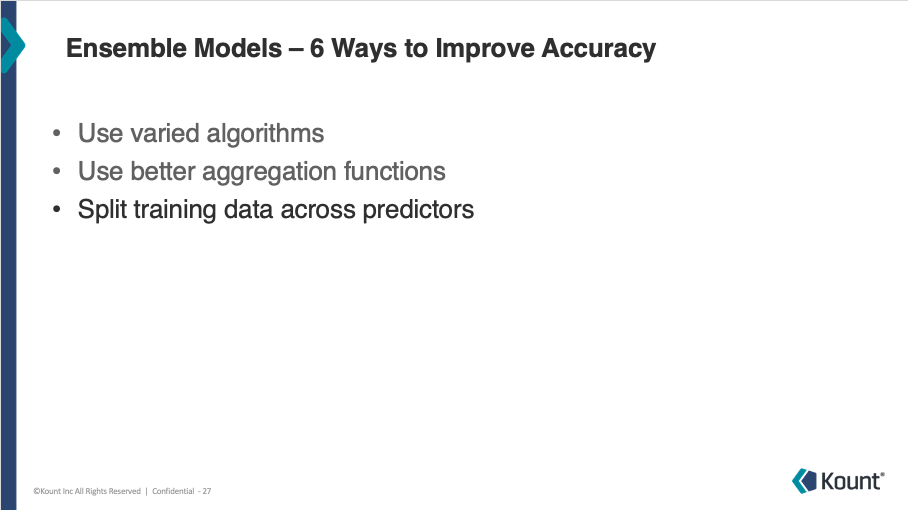 Ensemble Models – 6 Ways to Improve Accuracy
• Use varied algorithms
• Use better aggregation functions
• Split training data across predictors
©Kount Inc All Rights Reserved | Confidential - 27
Kount®